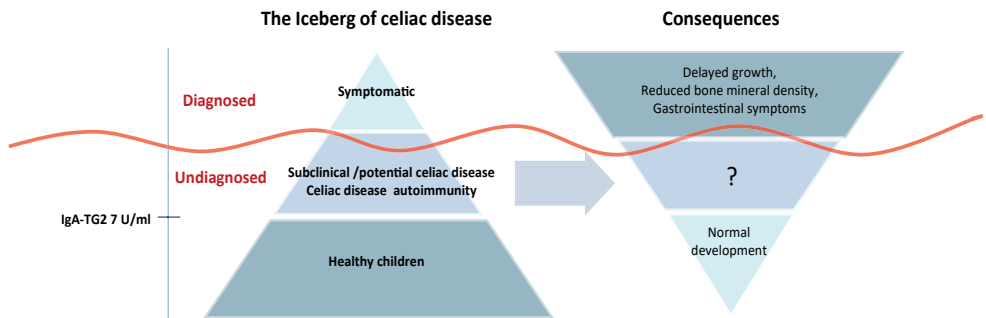 The Iceberg of celiac disease
Consequences
Diagnosed
Symptomatic
Delayed growth,
Reduced bone mineral density,
Gastrointestinal symptoms
Undiagnosed
Subclinical /potential celiac disease
Celiac disease autoimmunity
?
IgA-TG2 7 U/ml
Healthy children
Normal
development